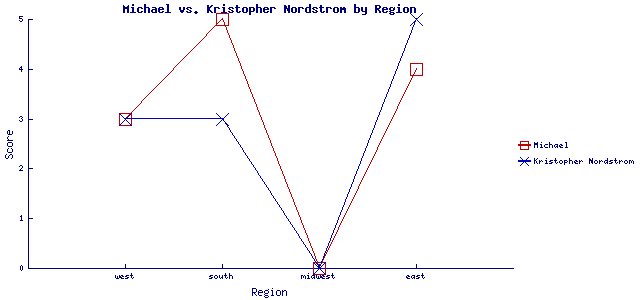 Michael vs. Kristopher Nordstrom by Region
5
4
3
2
1
0
Score
west south midwest east
Region
Michael
Kristopher Nordstrom